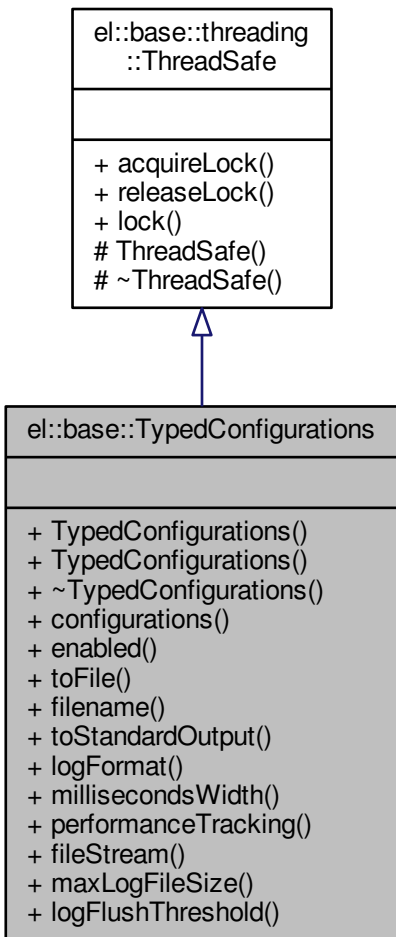 el::base::threading
::ThreadSafe
+ acquireLock()
+ releaseLock()
+ lock()
# ThreadSafe()
# ~ThreadSafe()
el::base::TypedConfigurations
+ TypedConfigurations()
+ TypedConfigurations()
+ ~TypedConfigurations()
+ configurations()
+ enabled()
+ toFile()
+ filename()
+ toStandardOutput()
+ logFormat()
+ millisecondsWidth()
+ performanceTracking()
+ fileStream()
+ maxLogFileSize()
+ logFlushThreshold()